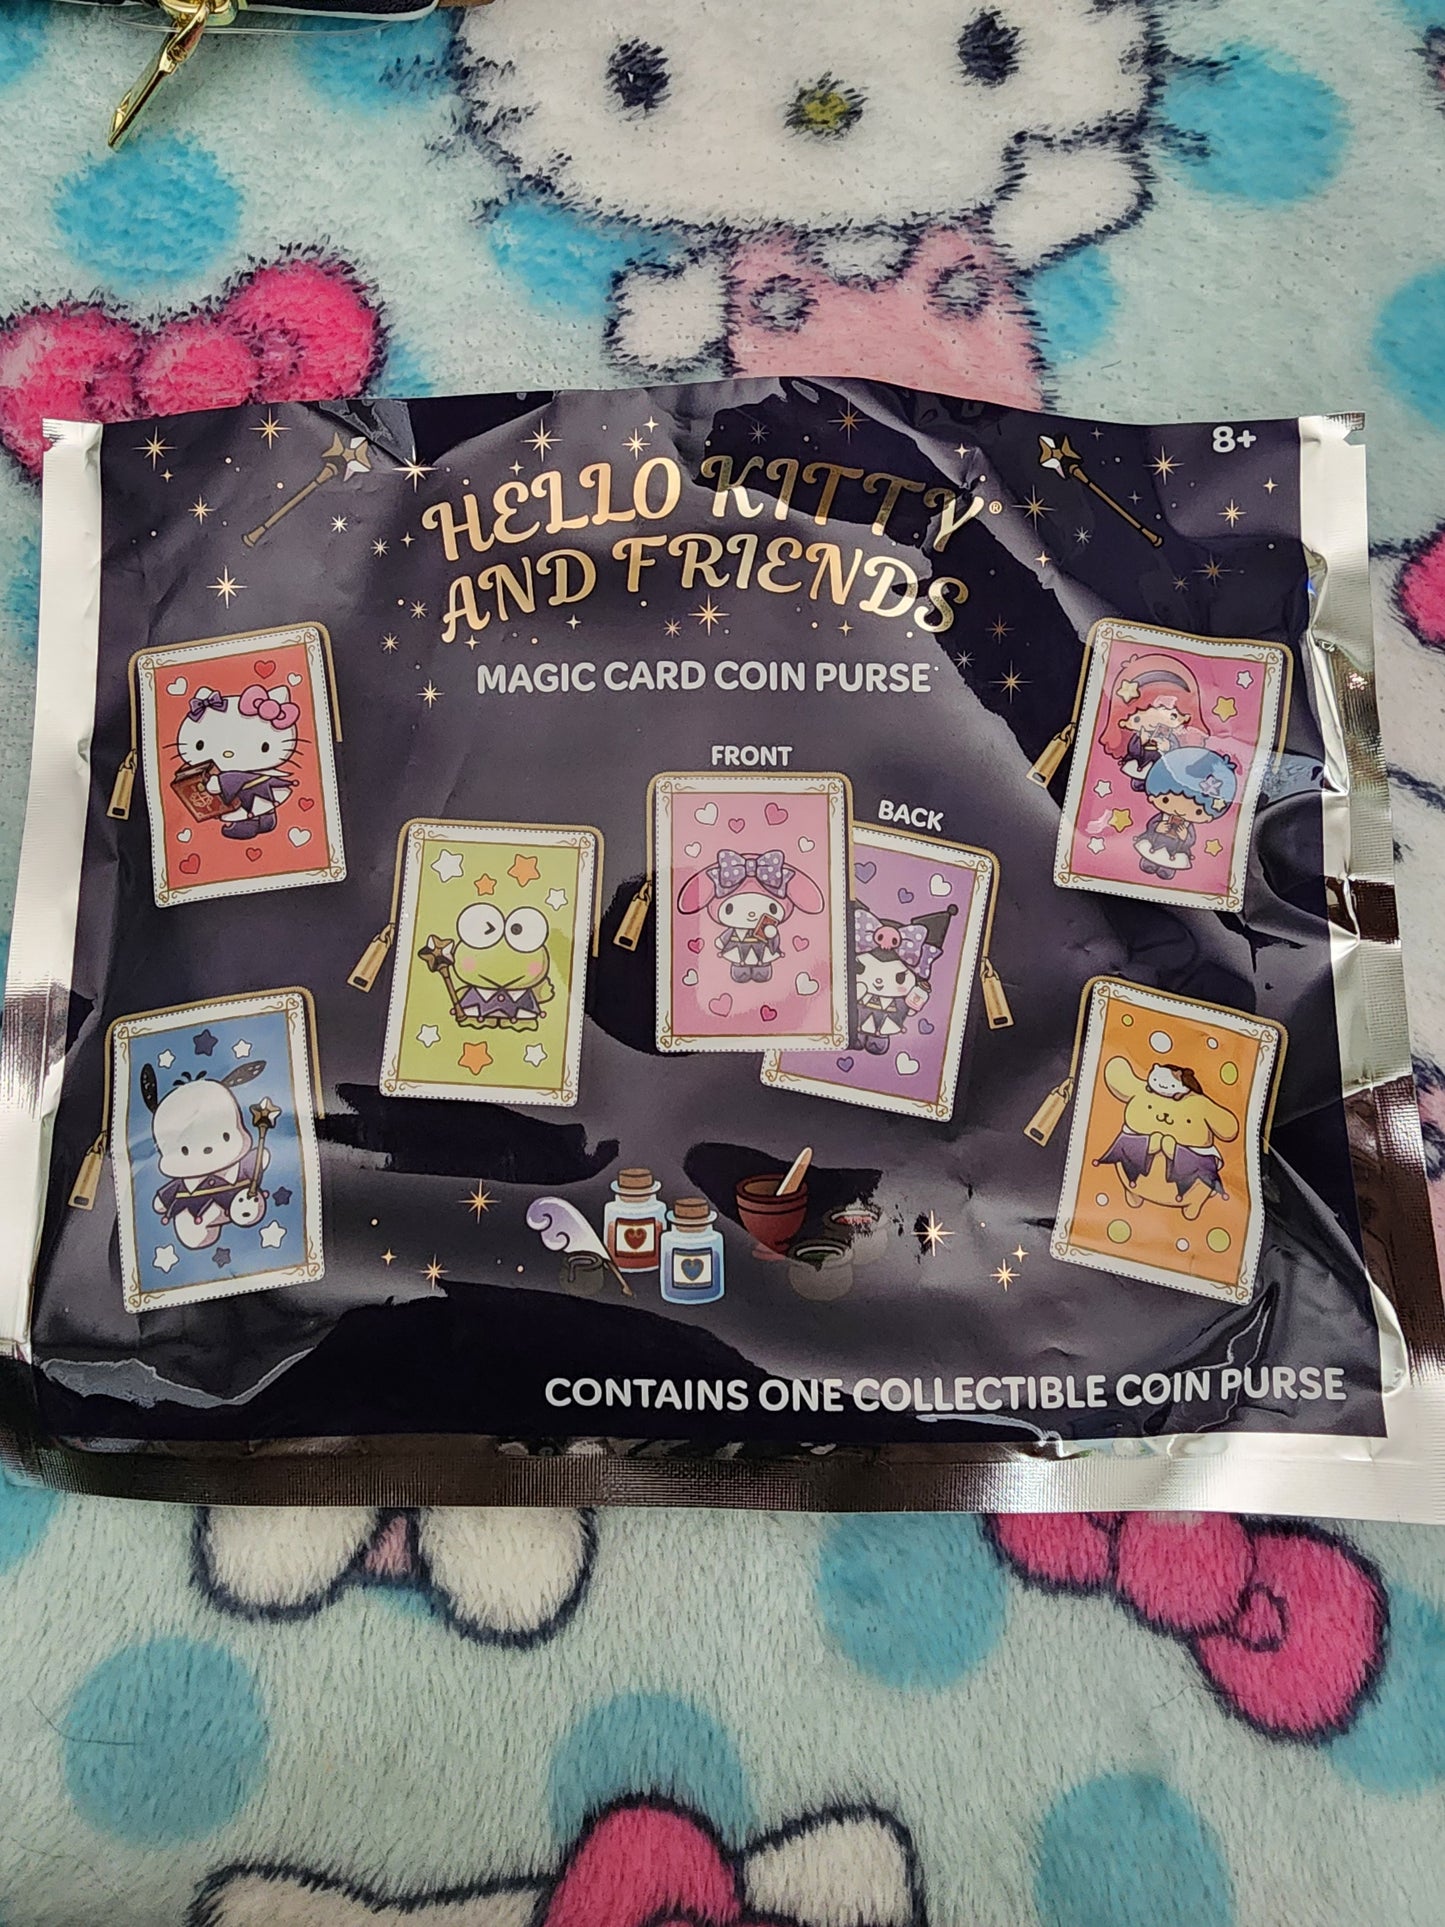 8+
HELLO KITTY®
AND FRIENDS
MAGIC CARD COIN PURSE
FRONT
BACK
CONTAINS ONE COLLECTIBLE COIN PURSE